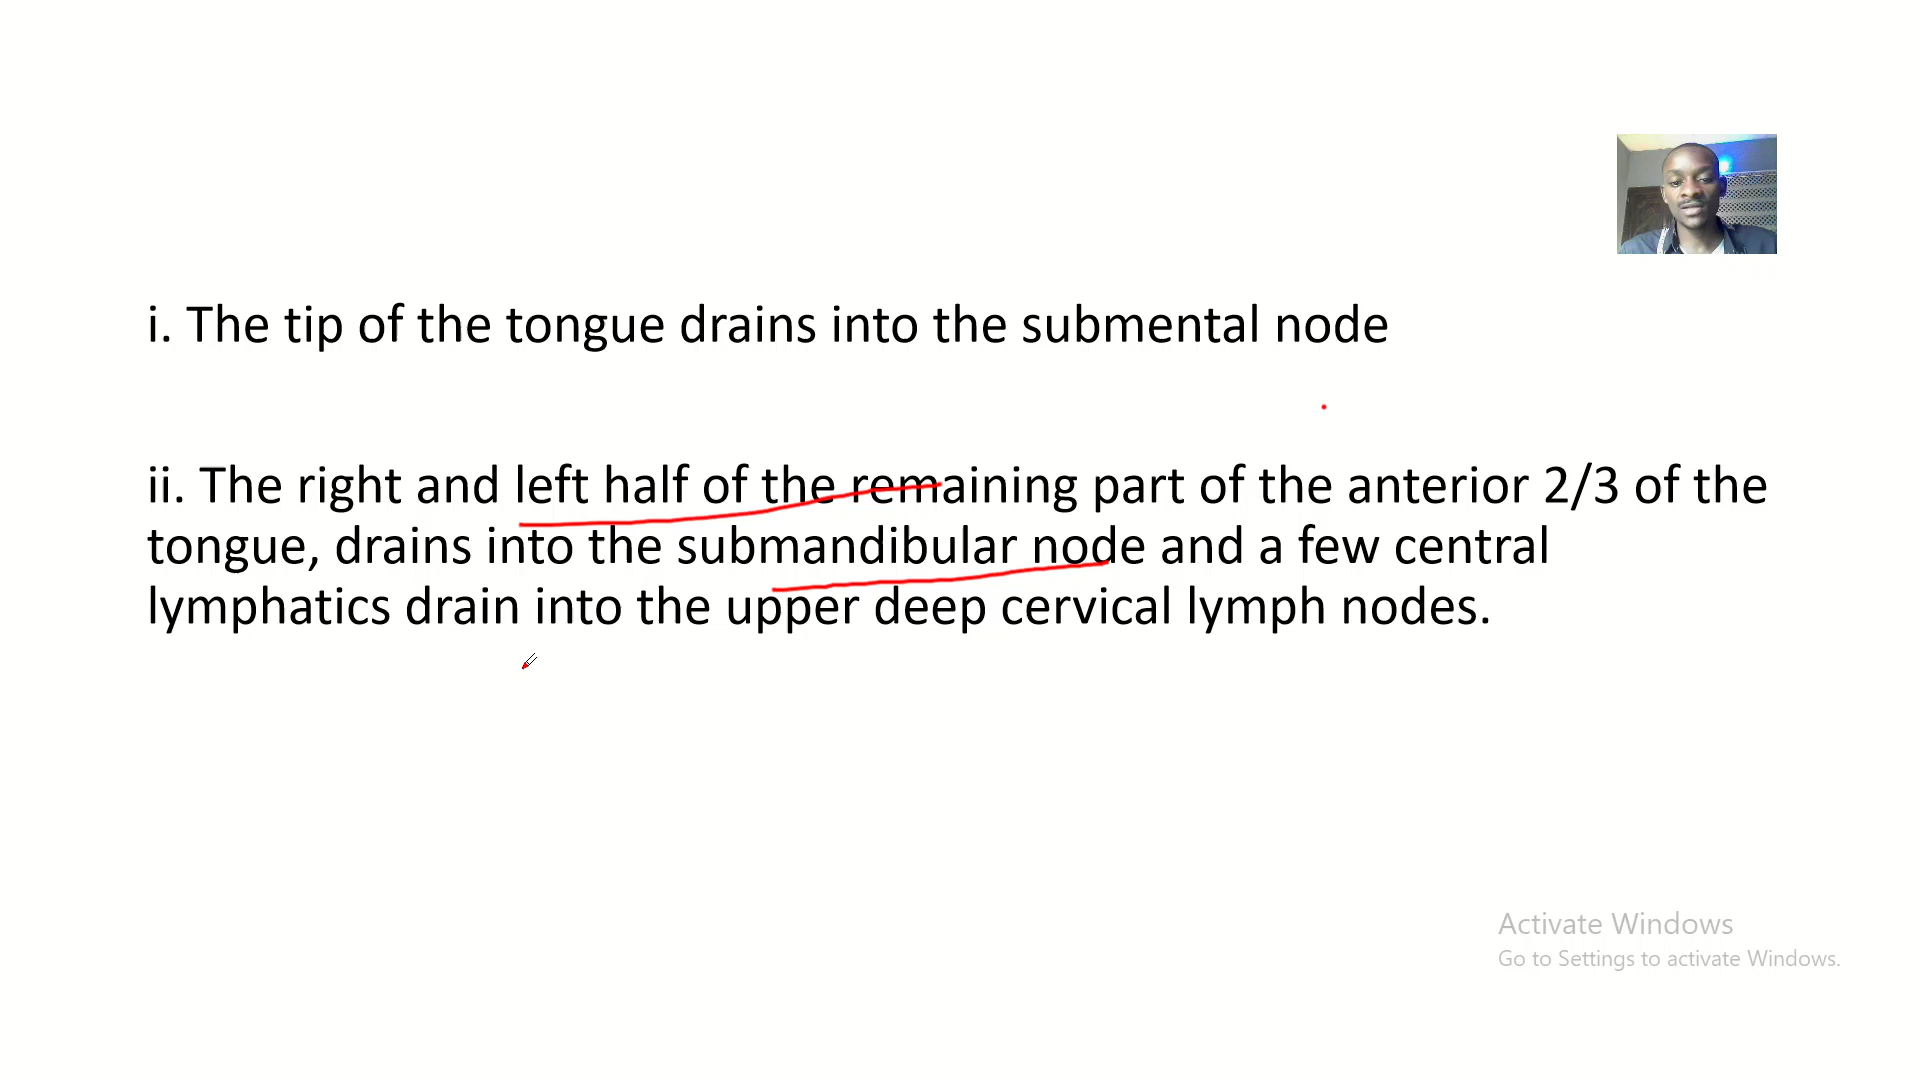 i. The tip of the tongue drains into the submental node
ii. The right and left half of the remaining part of the anterior 2/3 of the
tongue, drains into the submandibular node and a few central
lymphatics drain into the upper deep cervical lymph nodes.
Activate Windows
Go to Settings to activate Windows.